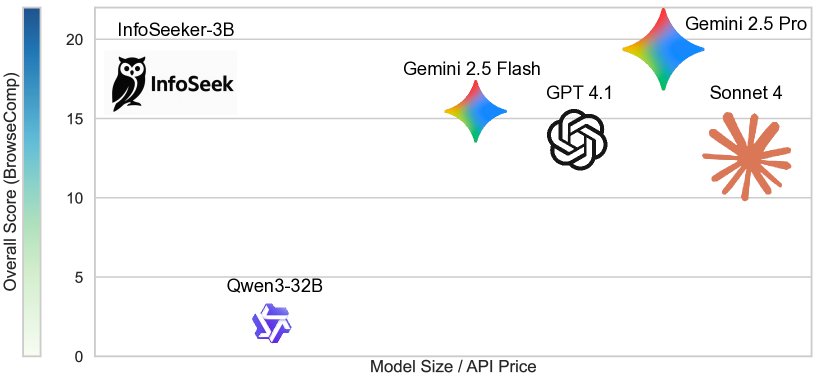 InfoSeeker-3B
InfoSeek
Gemini 2.5 Flash
GPT 4.1
Gemini 2.5 Pro
Sonnet 4
Qwen3-32B
Overall Score (BrowseComp)
20
15
10
5
0
Model Size / API Price